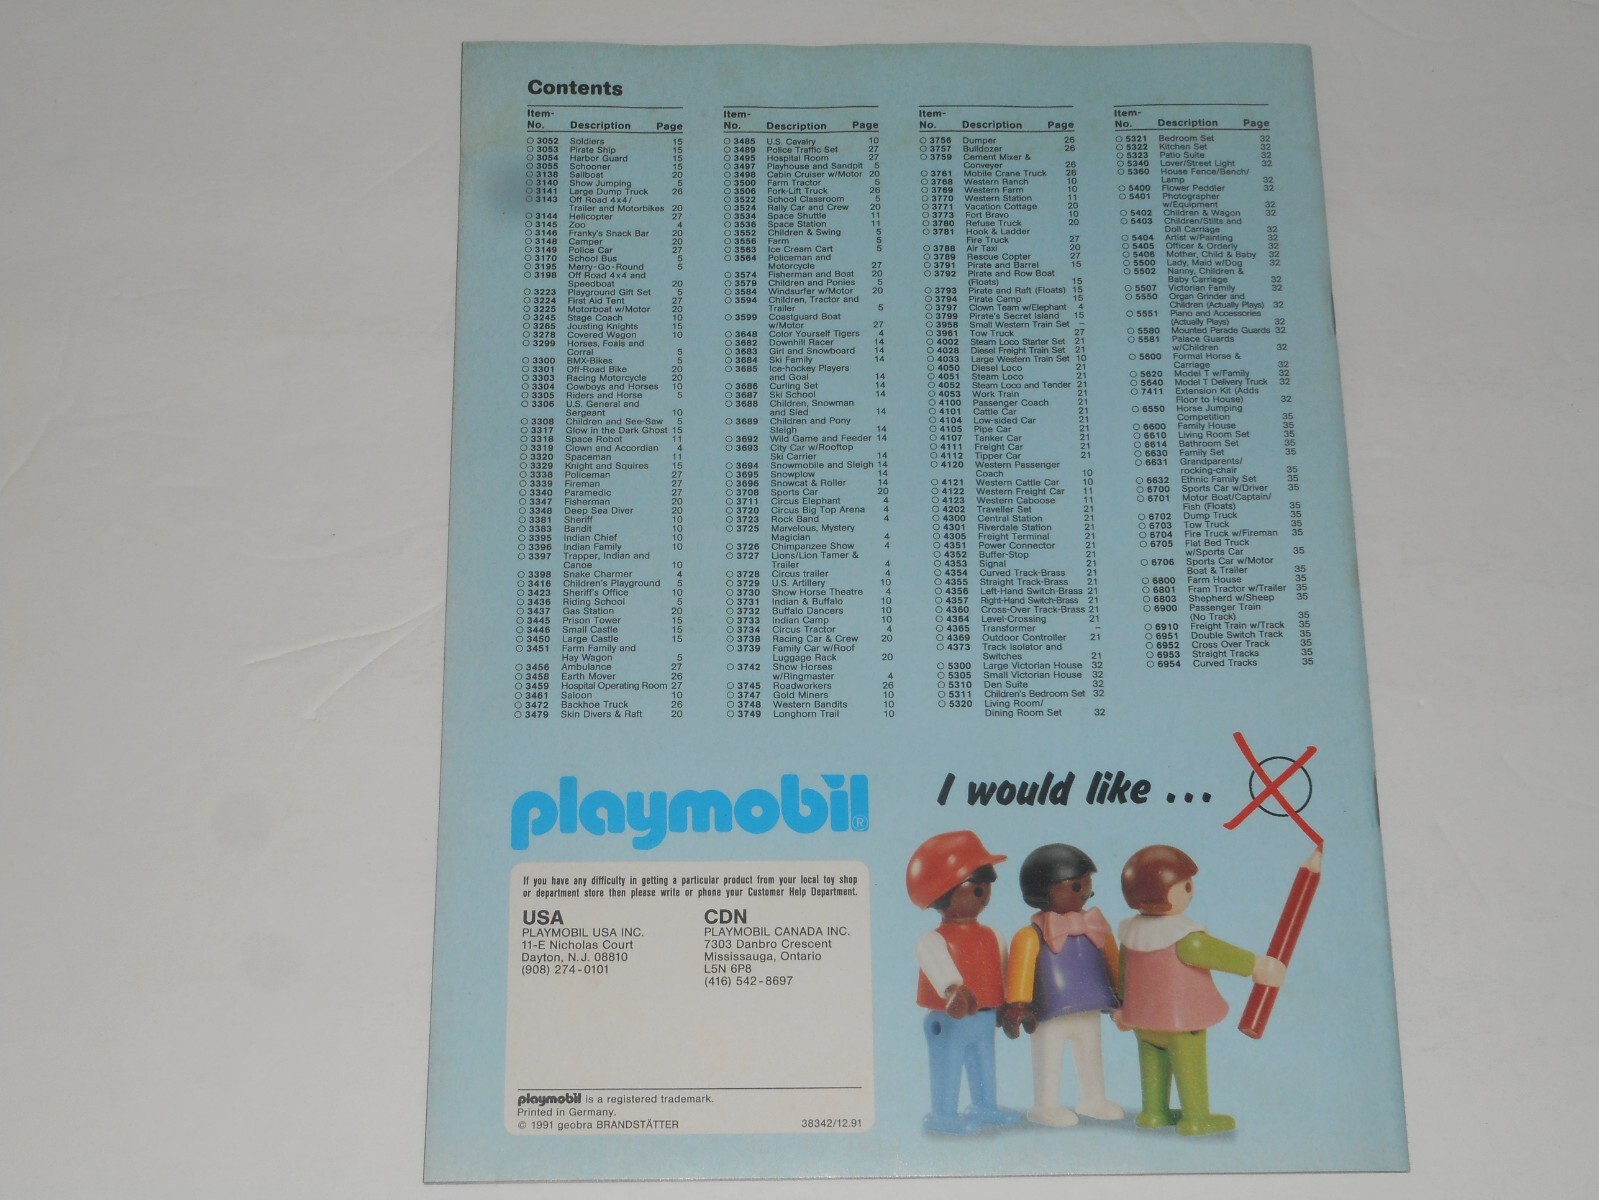 Contents
Item-
No. Description Page
3052 Soldiers 15
3053 Pirate Ship 15
3054 Harbor Guard 15
3055 Schooner 15
3138 Sailboat 20
3140 Show Jumping 5
3141 Large Dump Truck 26
3143 Off Road 4x4/
Trailer and Motorbikes 20
3144 Helicopter 27
3145 Zoo 4
3146 Franky's Snack Bar 20
3148 Camper 20
3149 Police Car 27
3170 School Bus 5
3195 Merry-Go-Round 5
3198 Off Road 4x4 and
Speedboat 20
3223 Playground Gift Set 5
3224 First Aid Tent 27
3225 Motorboat w/Motor 20
3245 Stage Coach 10
3265 Jousting Knights 15
3278 Covered Wagon 10
3299 Horses, Foals and
Corral 5
3300 BMX-Bikes 5
3301 Off-Road Bike 20
3303 Racing Motorcycle 20
3304 Cowboys and Horses 10
3305 Riders and Horse 5
3306 U.S. General and
Sergeant 10
3308 Children and See-Saw 5
3317 Glow in the Dark Ghost 15
3318 Space Robot 11
3319 Clown and Accordian 4
3320 Spaceman 11
3329 Knight and Squires 15
3338 Policeman 27
3339 Fireman 27
3340 Paramedic 27
3347 Fisherman 20
3348 Deep Sea Diver 20
3381 Sheriff 10
3383 Bandit 10
3395 Indian Chief 10
3396 Indian Family 10
3397 Trapper, Indian and
Canoe 10
3398 Snake Charmer 4
3416 Children's Playground 5
3423 Sheriff's Office 10
3436 Riding School 5
3437 Gas Station 20
3445 Prison Tower 15
3446 Small Castle 15
3450 Large Castle 15
3451 Farm Family and
Hay Wagon 5
3456 Ambulance 27
3458 Earth Mover 26
3459 Hospital Operating Room 27
3461 Saloon 10
3472 Backhoe Truck 26
3479 Skin Divers & Raft 20
Item-
No. Description Page
3485 U.S. Cavalry 10
3489 Police Traffic Set 27
3495 Hospital Room 27
3497 Playhouse and Sandpit 5
3498 Cabin Cruiser w/Motor 20
3500 Farm Tractor 5
3506 Fork-Lift Truck 26
3522 School Classroom 5
3524 Rally Car and Crew 20
3534 Space Shuttle 11
3536 Space Station 11
3552 Children & Swing 5
3556 Farm 5
3563 Ice Cream Cart 5
3564 Policeman and
Motorcycle 27
3574 Fisherman and Boat 20
3579 Children and Ponies 5
3584 Windsurfer w/Motor 20
3594 Children, Tractor and
Trailer 5
3599 Coastguard Boat
w/Motor 27
3648 Color Yourself Tigers 4
3682 Downhill Racer 14
3683 Girl and Snowboard 14
3684 Ski Family 14
3685 Ice-hockey Players
and Goal 14
3686 Curling Set 14
3687 Ski School 14
3688 Children, Snowman
and Sled 14
3689 Children and Pony
Sleigh 14
3692 Wild Game and Feeder 14
3693 City Car w/Rooftop
Ski Carrier 14
3694 Snowmobile and Sleigh 14
3695 Snowplow 14
3696 Snowcat & Roller 14
3708 Sports Car 20
3711 Circus Elephant 4
3720 Circus Big Top Arena 4
3723 Rock Band 4
3725 Marvelous, Mystery
Magician 4
3726 Chimpanzee Show 4
3727 Lions/Lion Tamer &
Trailer 4
3728 Circus trailer 4
3729 U.S. Artillery 10
3730 Show Horse Theatre 4
3731 Indian & Buffalo 10
3732 Buffalo Dancers 10
3733 Indian Camp 10
3734 Circus Tractor 4
3738 Racing Car & Crew 20
3739 Family Car w/Roof
Luggage Rack 20
3742 Show Horses
w/Ringmaster 4
3745 Roadworkers 26
3747 Gold Miners 10
3748 Western Bandits 10
3749 Longhorn Trail 10
Item-
No. Description Page
3756 Dumper 26
3757 Bulldozer 26
3759 Cement Mixer &
Conveyer 26
3761 Mobile Crane Truck 26
3768 Western Ranch 10
3769 Western Farm 10
3770 Western Station 11
3771 Vacation Cottage 20
3773 Fort Bravo 10
3780 Refuse Truck 20
3781 Hook & Ladder
Fire Truck 27
3788 Air Taxi 20
3789 Rescue Copter 27
3791 Pirate and Barrel 15
3792 Pirate and Row Boat
(Floats) 15
3793 Pirate and Raft (Floats) 15
3794 Pirate Camp 15
3797 Clown Team w/Elephant 4
3799 Pirate's Secret Island 15
3958 Small Western Train Set –
3961 Tow Truck 27
4002 Steam Loco Starter Set 21
4028 Diesel Freight Train Set 21
4033 Large Western Train Set 10
4050 Diesel Loco 21
4051 Steam Loco 21
4052 Steam Loco and Tender 21
4053 Work Train 21
4100 Passenger Coach 21
4101 Cattle Car 21
4104 Low-sided Car 21
4105 Pipe Car 21
4107 Tanker Car 21
4111 Freight Car 21
4112 Tipper Car 21
4120 Western Passenger
Coach 10
4121 Western Cattle Car 10
4122 Western Freight Car 11
4123 Western Caboose 11
4202 Traveller Set 21
4300 Central Station 21
4301 Riverdale Station 21
4305 Freight Terminal 21
4351 Power Connector 21
4352 Buffer-Stop 21
4353 Signal 21
4354 Curved Track-Brass 21
4355 Straight Track-Brass 21
4356 Left-Hand Switch-Brass 21
4357 Right-Hand Switch-Brass 21
4360 Cross-Over Track-Brass 21
4364 Level-Crossing 21
4365 Transformer –
4369 Outdoor Controller 21
4373 Track Isolator and
Switches 21
5300 Large Victorian House 32
5305 Small Victorian House 32
5310 Den Suite 32
5311 Children's Bedroom Set 32
5320 Living Room/
Dining Room Set 32
Item-
No. Description Page
5321 Bedroom Set 32
5322 Kitchen Set 32
5323 Patio Suite 32
5340 Lover/Street Light 32
5360 House Fence/Bench/
Lamp 32
5400 Flower Peddler 32
5401 Photographer
w/Equipment 32
5402 Children & Wagon 32
5403 Children/Stilts and
Doll Carriage 32
5404 Artist w/Painting 32
5405 Officer & Orderly 32
5406 Mother, Child & Baby 32
5500 Lady, Maid w/Dog 32
5502 Nanny, Children &
Baby Carriage 32
5507 Victorian Family 32
5550 Organ Grinder and
Children (Actually Plays) 32
5551 Piano and Accessories
(Actually Plays) 32
5580 Mounted Parade Guards 32
5581 Palace Guards
w/Children 32
5600 Formal Horse &
Carriage 32
5620 Model T w/Family 32
5640 Model T Delivery Truck 32
7411 Extension Kit (Adds
Floor to House) 32
6550 Horse Jumping
Competition 35
6600 Family House 35
6610 Living Room Set 35
6614 Bathroom Set 35
6630 Family Set 35
6631 Grandparents/
rocking-chair 35
6632 Ethnic Family Set 35
6700 Sports Car w/Driver 35
6701 Motor Boat/Captain/
Fish (Floats) 35
6702 Dump Truck 35
6703 Tow Truck 35
6704 Fire Truck w/Fireman 35
6705 Flat Bed Truck
w/Sports Car 35
6706 Sports Car w/Motor
Boat & Trailer 35
6800 Farm House 35
6801 Fram Tractor w/Trailer 35
6803 Shepherd w/Sheep 35
6900 Passenger Train
(No Track) 35
6910 Freight Train w/Track 35
6951 Double Switch Track 35
6952 Cross Over Track 35
6953 Straight Tracks 35
6954 Curved Tracks 35
playmobil®
I would like ...
If you have any difficulty in getting a particular product from your local toy shop
or department store then please write or phone your Customer Help Department.
USA
PLAYMOBIL USA INC.
11-E Nicholas Court
Dayton, N.J. 08810
(908) 274-0101
CDN
PLAYMOBIL CANADA INC.
7303 Danbro Crescent
Mississauga, Ontario
L5N 6P8
(416) 542-8697
playmobil is a registered trademark.
Printed in Germany.
© 1991 geobra BRANDSTÄTTER 38342/12.91